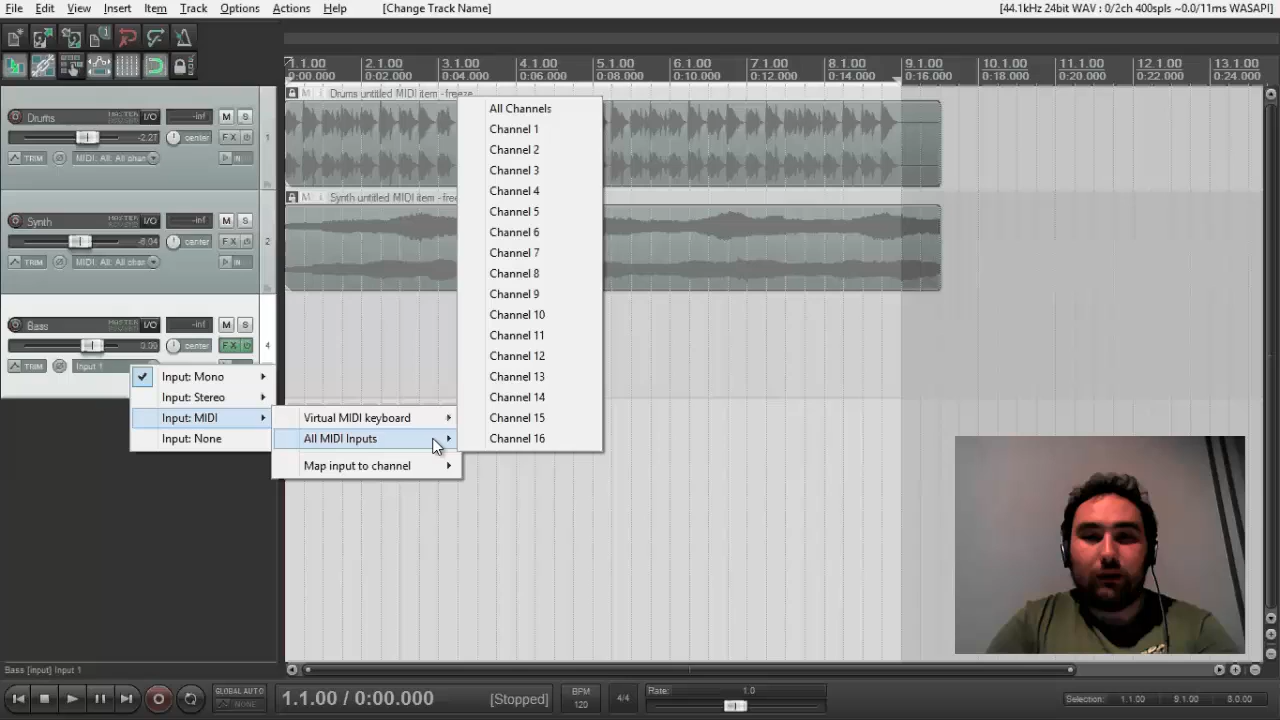 File Edit View Insert Item Track Options Actions Help [Change Track Name] [44.1kHz 24bit WAV : 0/2ch 400spls ~0.0/11ms WASAPI]
1.1.00 2.1.00 3.1.00 4.1.00 5.1.00 6.1.00 7.1.00 8.1.00 9.1.00 10.1.00 11.1.00 12.1.00 13.1.00
0:00.000 0:02.000 0:04.000 0:06.000 0:08.000 0:10.000 0:12.000 0:14.000 0:16.000 0:18.000 0:20.000 0:22.000 0:24.000
Drums untitled MIDI item - freeze
Drums MASTER I/O -inf M S 1
-2.27 center FX
TRIM MIDI: All: All chan IN
Synth untitled MIDI item - free
Synth MASTER I/O -inf M S
-6.04 center FX 2
TRIM MIDI: All: All chan IN
Bass MASTER I/O -inf M S
0.00 center FX 4
TRIM Input 1
Input: Mono
Input: Stereo
Input: MIDI
Input: None
Virtual MIDI keyboard
All MIDI Inputs
Map input to channel
All Channels
Channel 1
Channel 2
Channel 3
Channel 4
Channel 5
Channel 6
Channel 7
Channel 8
Channel 9
Channel 10
Channel 11
Channel 12
Channel 13
Channel 14
Channel 15
Channel 16
Bass [input] Input 1
GLOBAL AUTO
NONE
1.1.00 / 0:00.000 [Stopped]
BPM
120
4/4
Rate: 1.0
Selection: 1.1.00 9.1.00 8.0.00